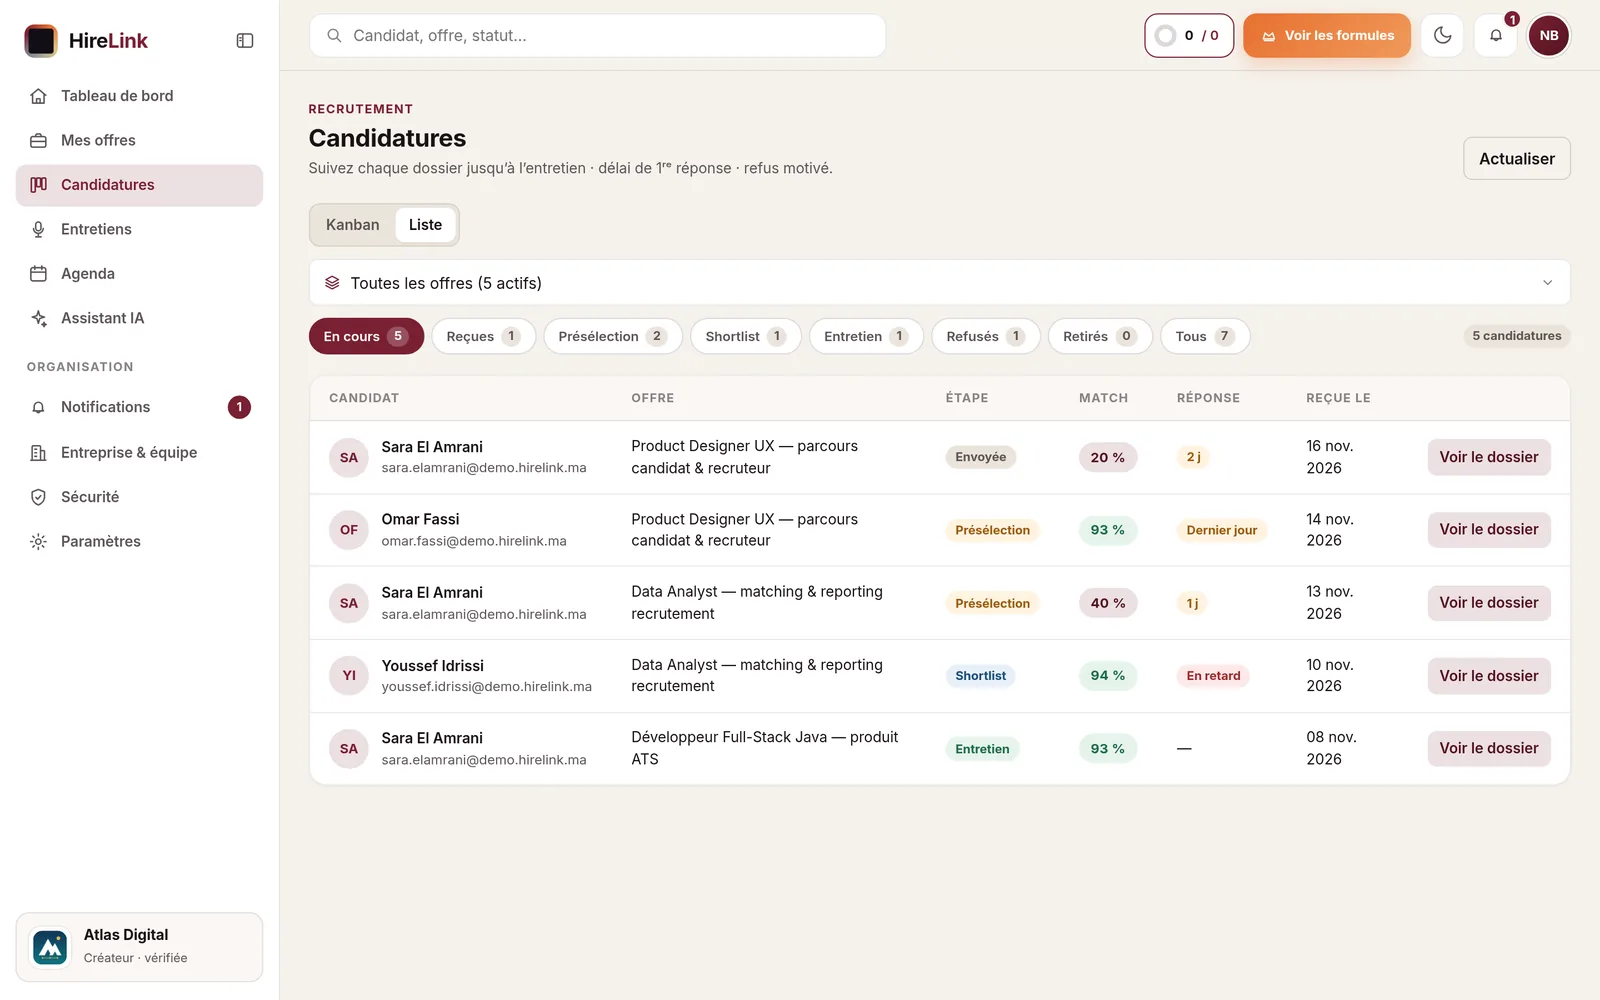 HireLink
Tableau de bord
Mes offres
Candidatures
Entretiens
Agenda
Assistant IA
ORGANISATION
Notifications 1
Entreprise & équipe
Sécurité
Paramètres
Atlas Digital
Créateur · vérifiée
Candidat, offre, statut...
0 / 0
Voir les formules
1
NB
RECRUTEMENT
Candidatures
Suivez chaque dossier jusqu’à l’entretien · délai de 1ʳᵉ réponse · refus motivé.
Actualiser
Kanban Liste
Toutes les offres (5 actifs)
En cours 5 Reçues 1 Présélection 2 Shortlist 1 Entretien 1 Refusés 1 Retirés 0 Tous 7 5 candidatures
CANDIDAT OFFRE ÉTAPE MATCH RÉPONSE REÇUE LE
SA Sara El Amrani
sara.elamrani@demo.hirelink.ma
Product Designer UX — parcours
candidat & recruteur
Envoyée 20 % 2 j
16 nov.
2026
Voir le dossier
OF Omar Fassi
omar.fassi@demo.hirelink.ma
Product Designer UX — parcours
candidat & recruteur
Présélection 93 % Dernier jour
14 nov.
2026
Voir le dossier
SA Sara El Amrani
sara.elamrani@demo.hirelink.ma
Data Analyst — matching & reporting
recrutement
Présélection 40 % 1 j
13 nov.
2026
Voir le dossier
YI Youssef Idrissi
youssef.idrissi@demo.hirelink.ma
Data Analyst — matching & reporting
recrutement
Shortlist 94 % En retard
10 nov.
2026
Voir le dossier
SA Sara El Amrani
sara.elamrani@demo.hirelink.ma
Développeur Full-Stack Java — produit
ATS
Entretien 93 % —
08 nov.
2026
Voir le dossier